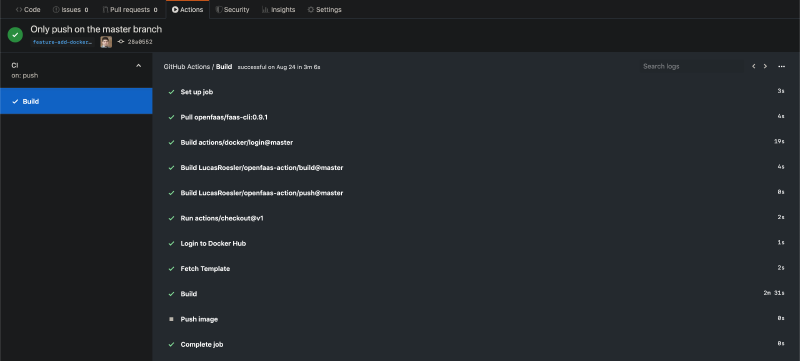 Code Issues 0 Pull requests 0 Actions Security Insights Settings
Only push on the master branch
feature-add-docker… 28a0552
CI
on: push
Build
GitHub Actions / Build successful on Aug 24 in 3m 6s Search logs
Set up job 3s
Pull openfaas/faas-cli:0.9.1 4s
Build actions/docker/login@master 19s
Build LucasRoesler/openfaas-action/build@master 4s
Build LucasRoesler/openfaas-action/push@master 0s
Run actions/checkout@v1 2s
Login to Docker Hub 1s
Fetch Template 2s
Build 2m 31s
Push image 0s
Complete job 0s